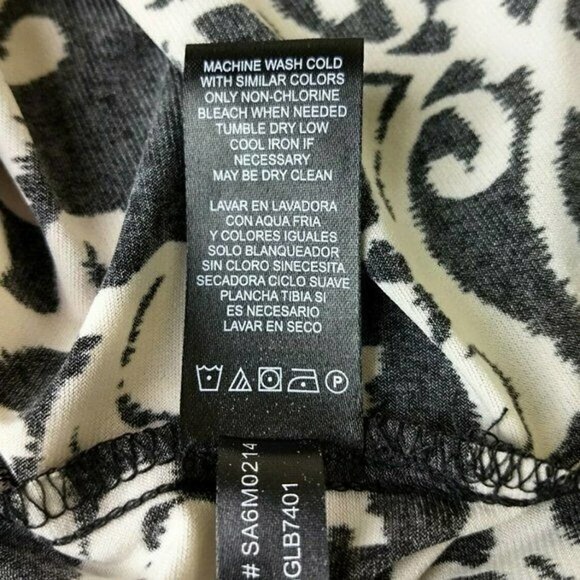 MACHINE WASH COLD
WITH SIMILAR COLORS
ONLY NON-CHLORINE
BLEACH WHEN NEEDED
TUMBLE DRY LOW
COOL IRON IF
NECESSARY
MAY BE DRY CLEAN
LAVAR EN LAVADORA
CON AQUA FRIA
Y COLORES IGUALES
SOLO BLANQUEADOR
SIN CLORO SINECESITA
SECADORA CICLO SUAVE
PLANCHA TIBIA SI
ES NECESARIO
LAVAR EN SECO
P
# SA6M0214
GLB7401